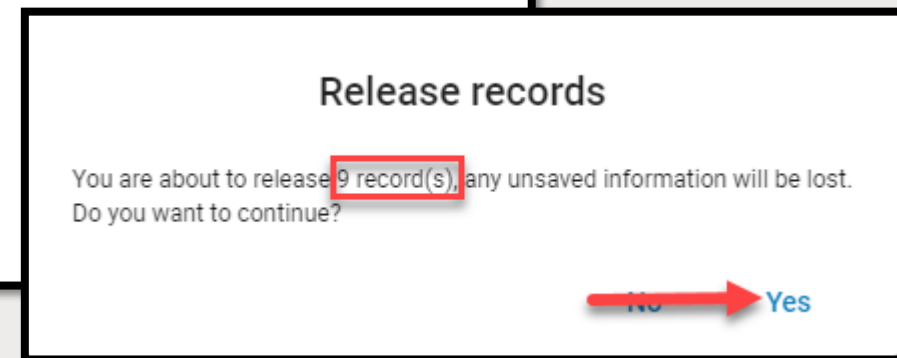 Release records
You are about to release 9 record(s), any unsaved information will be lost.
Do you want to continue?
No Yes